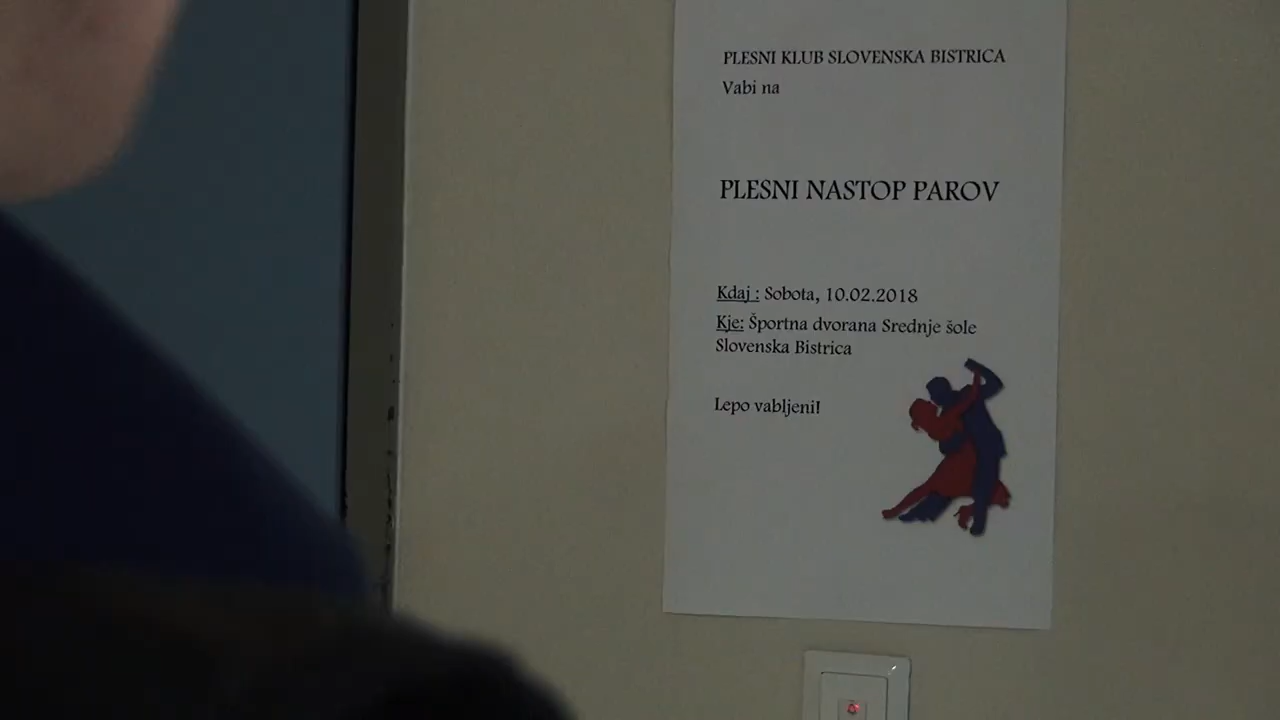 PLESNI KLUB SLOVENSKA BISTRICA
Vabi na
PLESNI NASTOP PAROV
Kdaj : Sobota, 10.02.2018
Kje: Športna dvorana Srednje šole
Slovenska Bistrica
Lepo vabljeni!